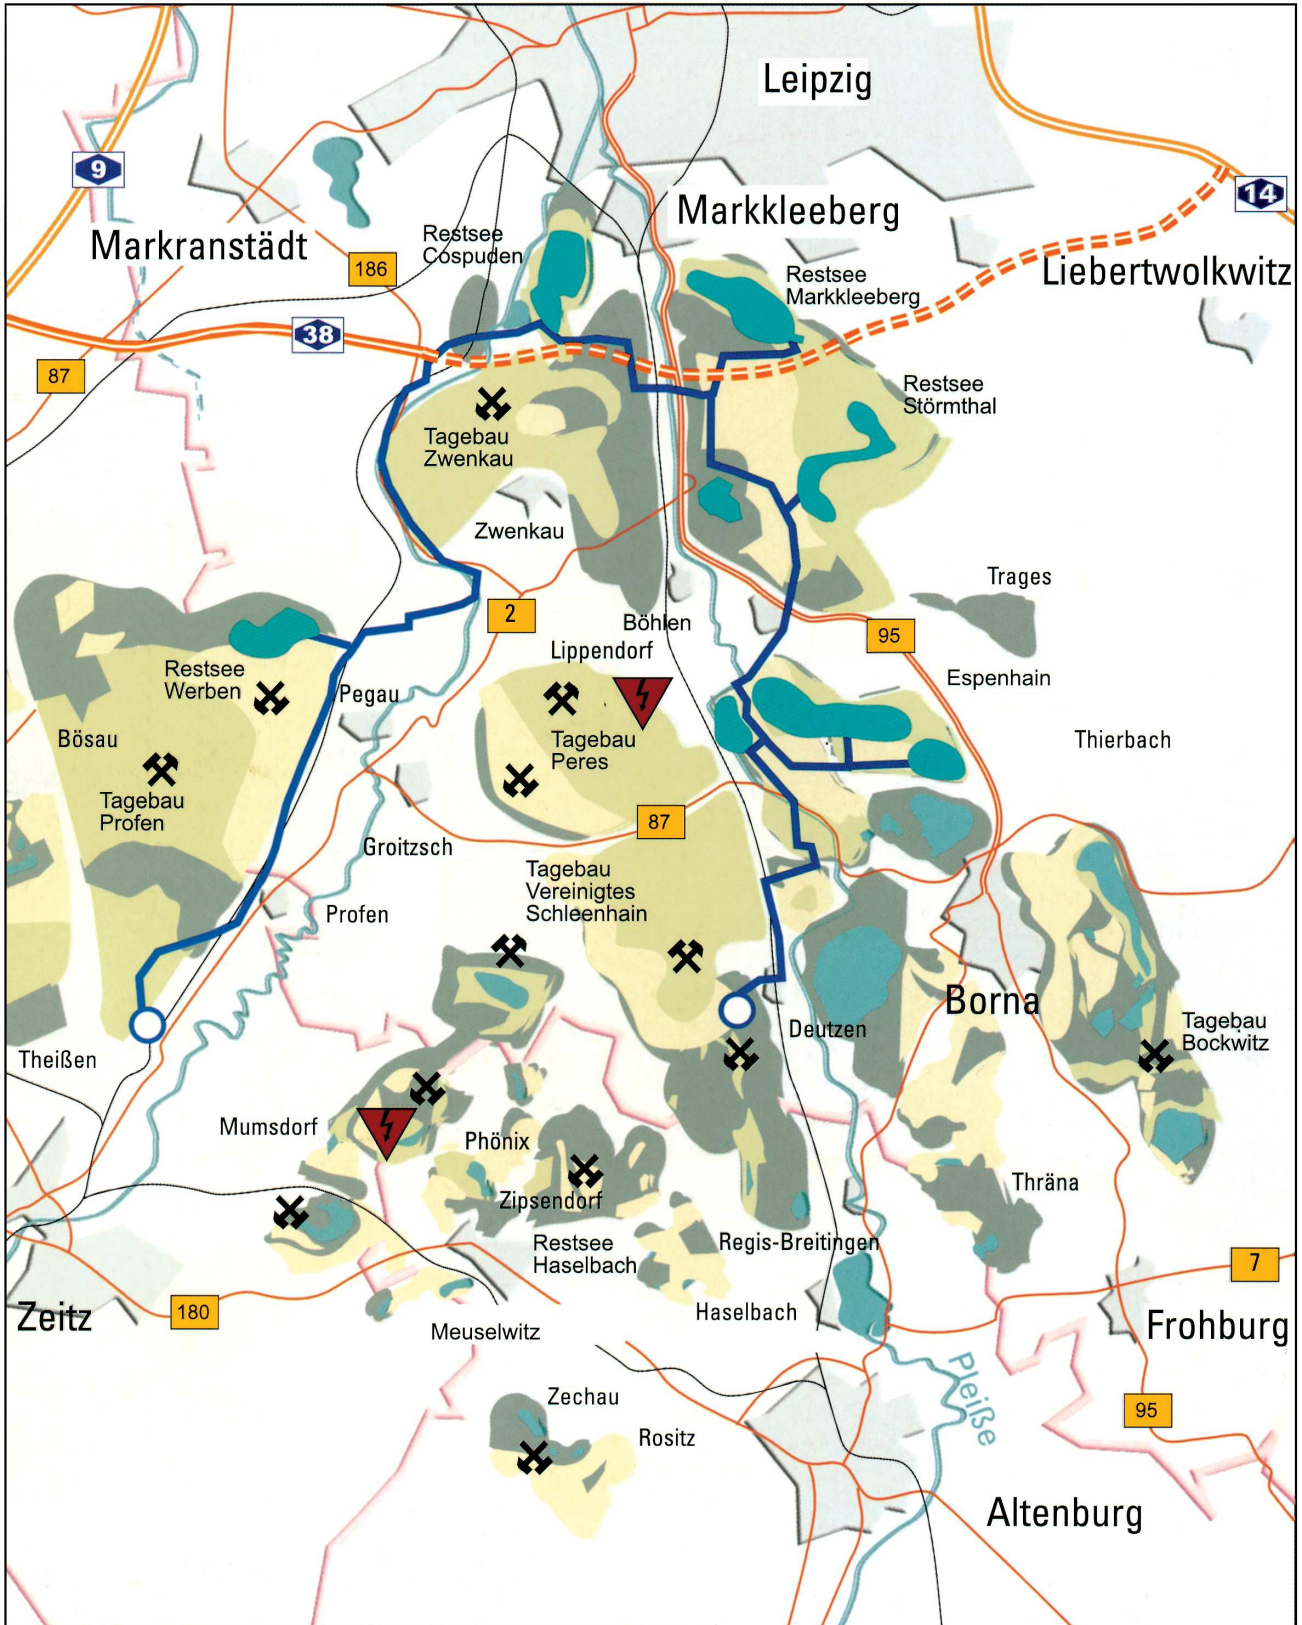 Leipzig
9
14
Markkleeberg
Markranstädt
Restsee
Cospuden
186
Restsee
Markkleeberg
Liebertwolkwitz
38
87
Restsee
Störmthal
Tagebau
Zwenkau
Zwenkau
Trages
2
Böhlen
95
Lippendorf
Restsee
Werben
Pegau
Espenhain
Bösau
Tagebau
Peres
Thierbach
Tagebau
Profen
87
Groitzsch
Tagebau
Vereinigtes
Schleenhain
Profen
Borna
Deutzen
Tagebau
Bockwitz
Theißen
Mumsdorf
Phönix
Zipsendorf
Thräna
Restsee
Haselbach
Regis-Breitingen
7
Zeitz
180
Haselbach
Frohburg
Meuselwitz
Pleiße
Zechau
95
Rositz
Altenburg